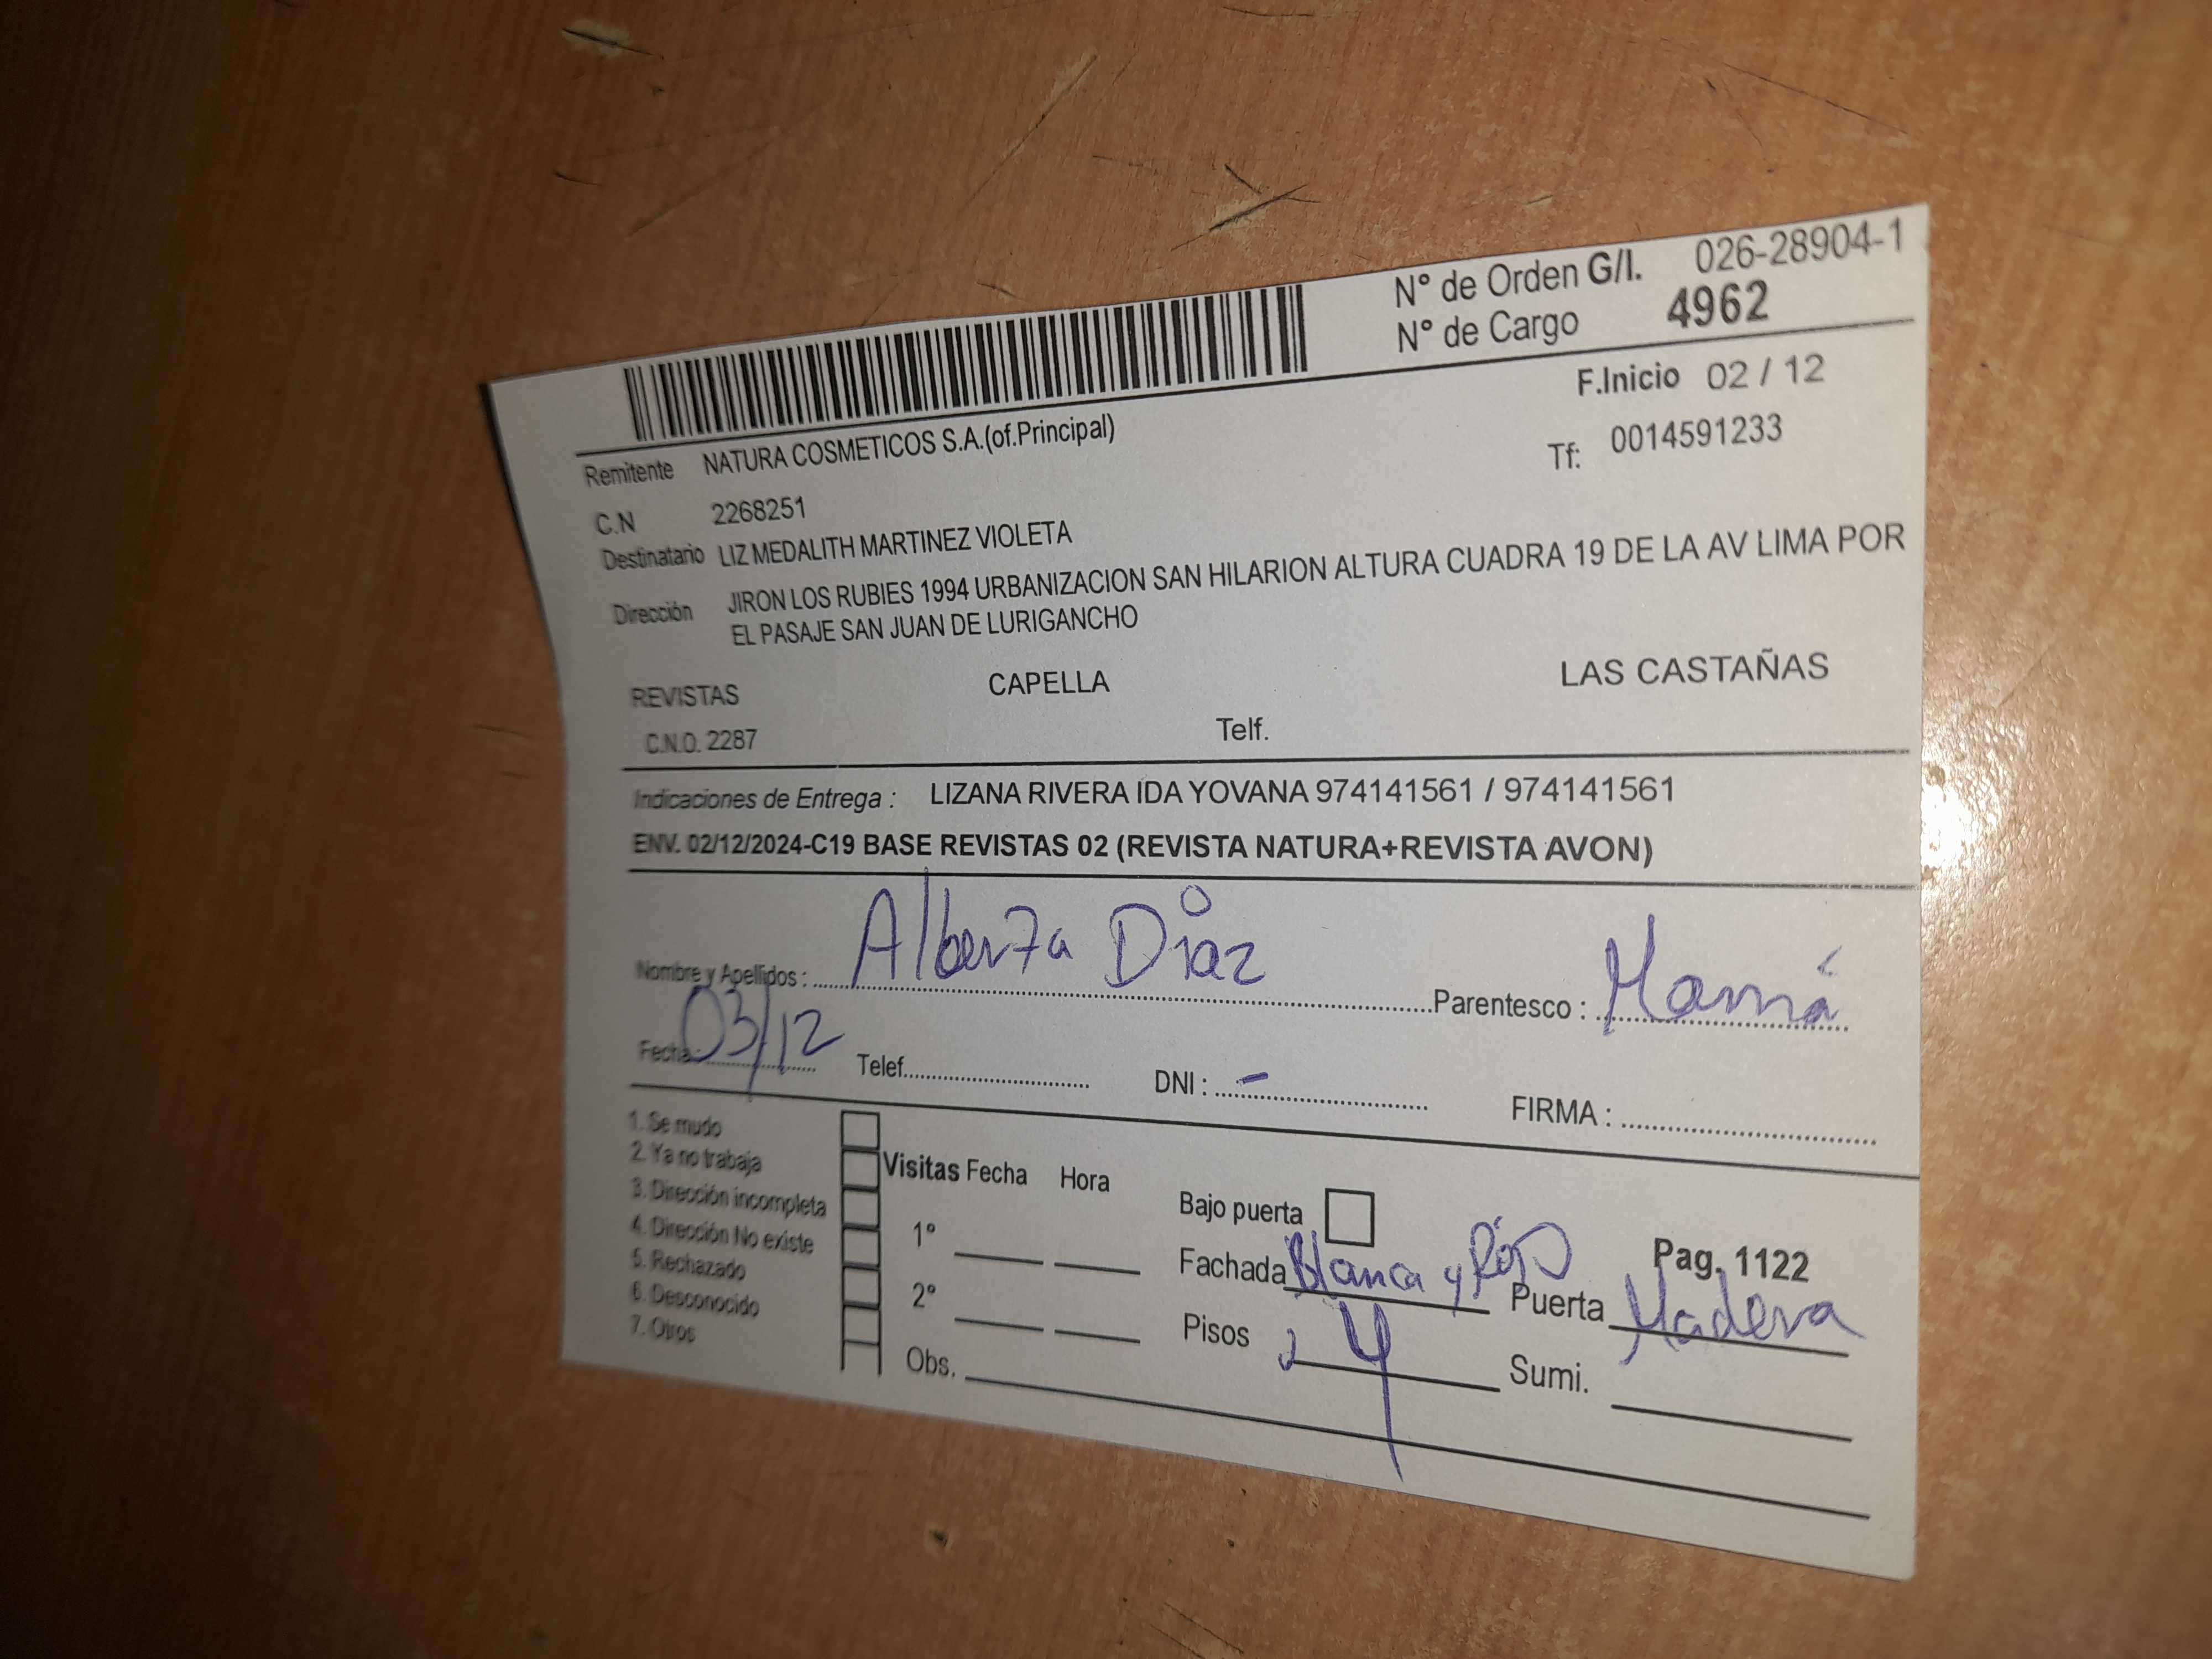 N° de Orden G/I. 026-28904-1
N° de Cargo 4962
F.Inicio 02 / 12
Remitente NATURA COSMETICOS S.A.(of.Principal)
Tf: 0014591233
C.N 2268251
Destinatario LIZ MEDALITH MARTINEZ VIOLETA
Dirección JIRON LOS RUBIES 1994 URBANIZACION SAN HILARION ALTURA CUADRA 19 DE LA AV LIMA POR
EL PASAJE SAN JUAN DE LURIGANCHO
REVISTAS CAPELLA LAS CASTAÑAS
C.N.O. 2287 Telf.
Indicaciones de Entrega : LIZANA RIVERA IDA YOVANA 974141561 / 974141561
ENV. 02/12/2024-C19 BASE REVISTAS 02 (REVISTA NATURA+REVISTA AVON)
Nombre y Apellidos : Alberta Diaz Parentesco : Mamá
Fecha: 03/12 Telef. DNI : - FIRMA :
1. Se mudo
2. Ya no trabaja
3. Dirección incompleta
4. Dirección No existe
5. Rechazado
6. Desconocido
7. Otros
Visitas Fecha Hora
1°
2°
Obs.
Bajo puerta
Pag. 1122
Fachada Blanca y Puerta Madera
Pisos 4 Sumi.